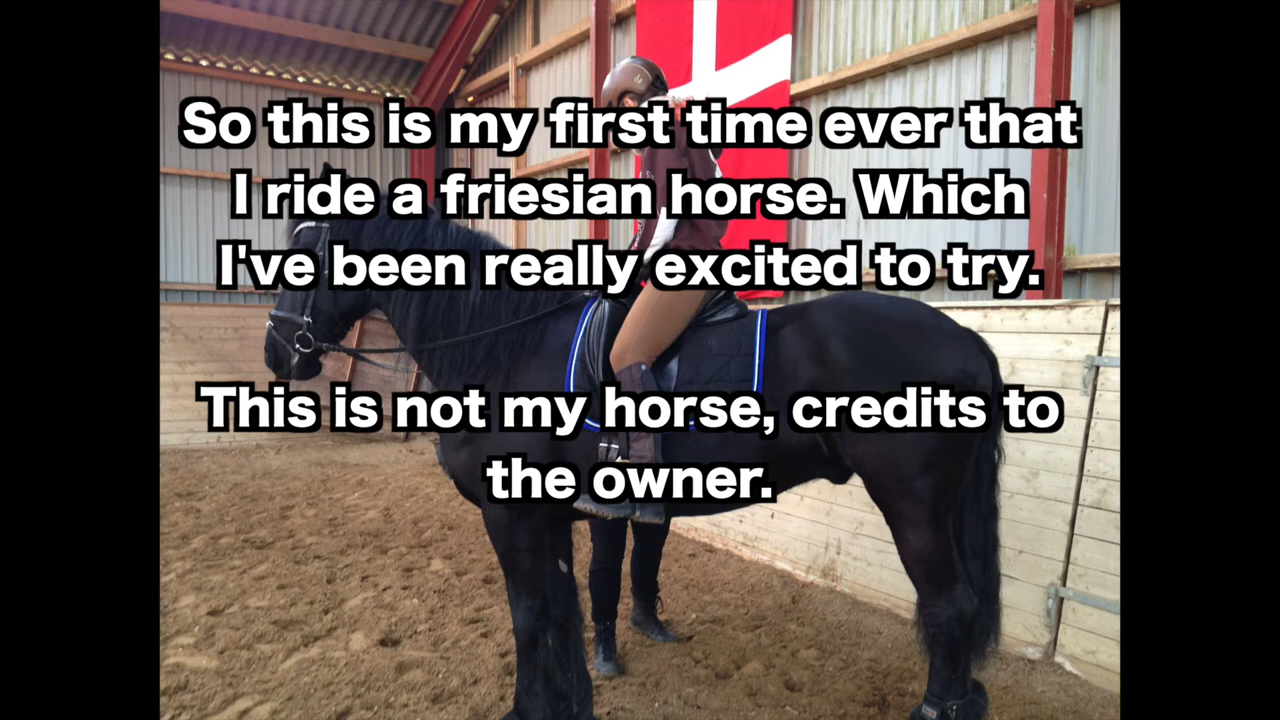 So this is my first time ever that
I ride a friesian horse. Which
I've been really excited to try.
This is not my horse, credits to
the owner.